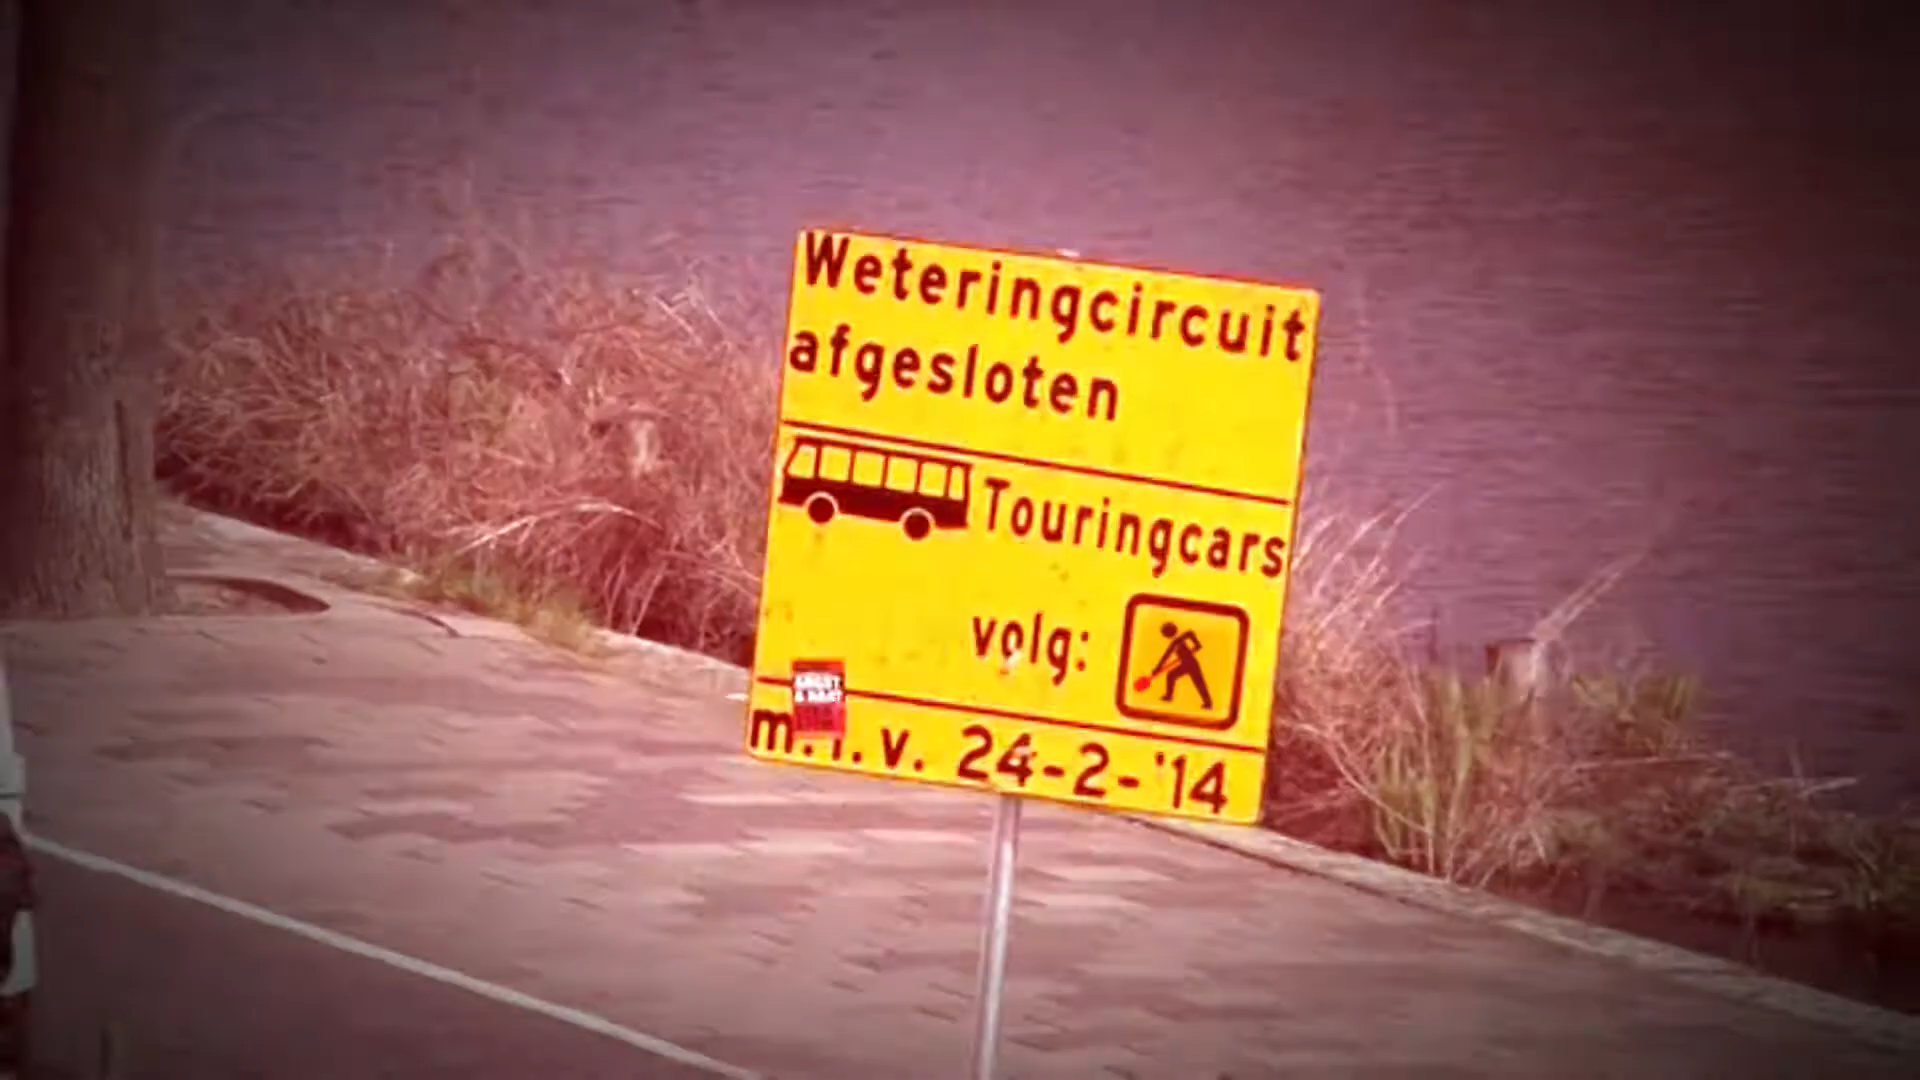 Weteringcircuit
afgesloten
Touringcars
volg:
m.i.v. 24-2-'14